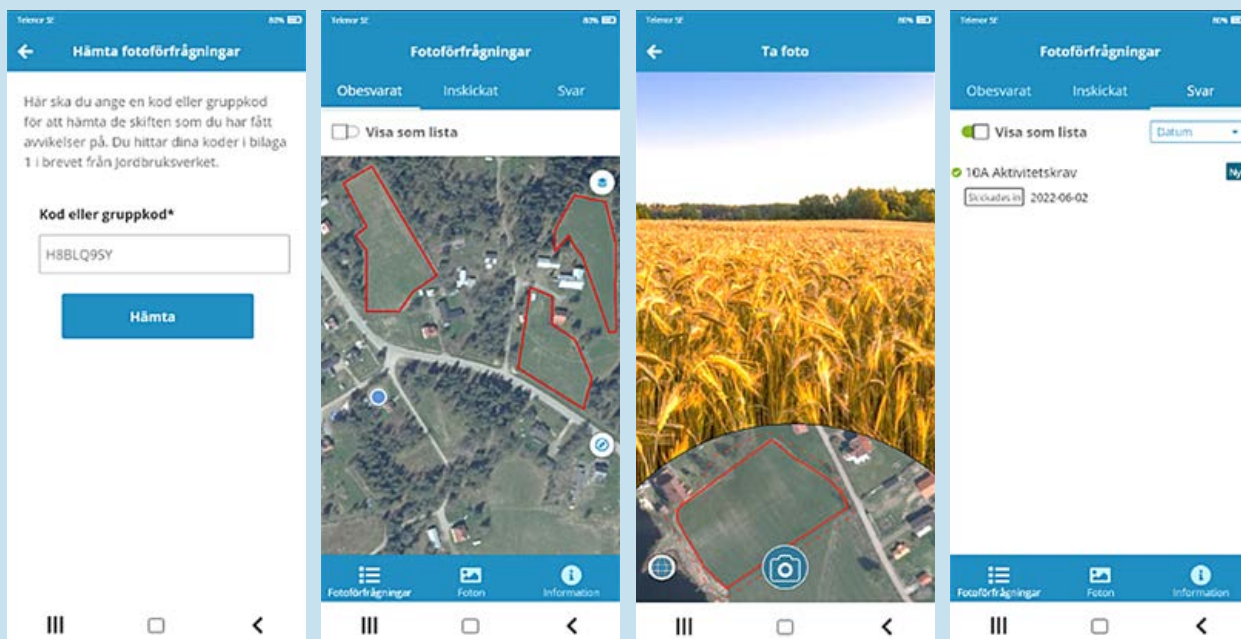 Telenor SE
80%
Hämta fotoförfrågningar
Här ska du ange en kod eller gruppkod
för att hämta de skiften som du har fått
avvikelser på. Du hittar dina koder i bilaga
1 i brevet från Jordbruksverket.
Kod eller gruppkod*
H8BLQ9SY
Hämta
Telenor SE
80%
Fotoförfrågningar
Obesvarat Inskickat Svar
Visa som lista
Fotoförfrågningar Foton Information
Telenor SE
80%
Ta foto
Telenor SE
80%
Fotoförfrågningar
Obesvarat Inskickat Svar
Visa som lista Datum
10A Aktivitetskrav Ny
Skickades in 2022-06-02
Fotoförfrågningar Foton Information